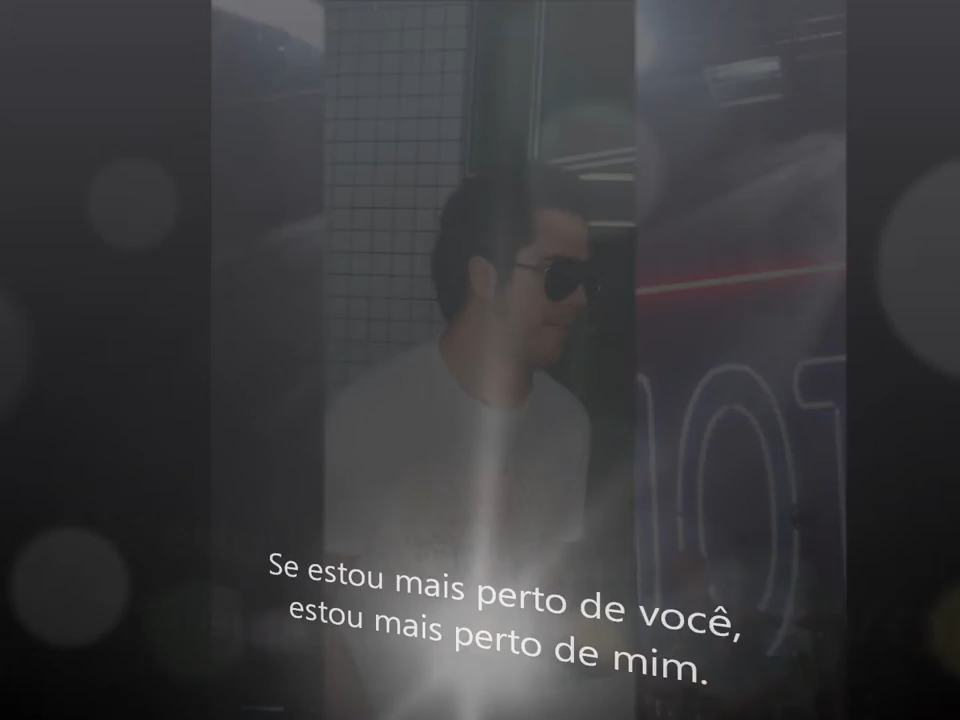 Se estou mais perto de você,
estou mais perto de mim.